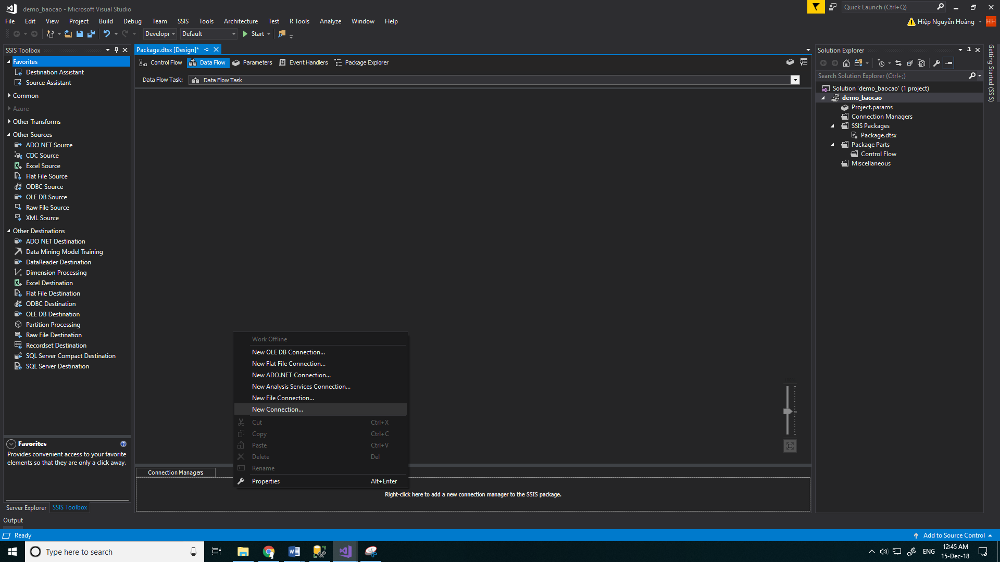 demo_baocao - Microsoft Visual Studio
Quick Launch (Ctrl+Q)
File Edit View Project Build Debug Team SSIS Tools Architecture Test R Tools Analyze Window Help
Hiệp Nguyễn Hoàng HH
Develop Default Start
SSIS Toolbox
Favorites
Destination Assistant
Source Assistant
Common
Azure
Other Transforms
Other Sources
ADO NET Source
CDC Source
Excel Source
Flat File Source
ODBC Source
OLE DB Source
Raw File Source
XML Source
Other Destinations
ADO NET Destination
Data Mining Model Training
DataReader Destination
Dimension Processing
Excel Destination
Flat File Destination
ODBC Destination
OLE DB Destination
Partition Processing
Raw File Destination
Recordset Destination
SQL Server Compact Destination
SQL Server Destination
Favorites
Provides convenient access to your favorite
elements so that they are only a click away.
Server Explorer SSIS Toolbox
Output
Package.dtsx [Design]*
Control Flow Data Flow Parameters Event Handlers Package Explorer
Data Flow Task: Data Flow Task
Work Offline
New OLE DB Connection...
New Flat File Connection...
New ADO.NET Connection...
New Analysis Services Connection...
New File Connection...
New Connection...
Cut Ctrl+X
Copy Ctrl+C
Paste Ctrl+V
Delete Del
Rename
Properties Alt+Enter
Connection Managers
Right-click here to add a new connection manager to the SSIS package.
Solution Explorer
Search Solution Explorer (Ctrl+;)
Solution 'demo_baocao' (1 project)
demo_baocao
Project.params
Connection Managers
SSIS Packages
Package.dtsx
Package Parts
Control Flow
Miscellaneous
Getting Started (SSIS)
Ready
Add to Source Control
Type here to search
ENG
12:45 AM
15-Dec-18